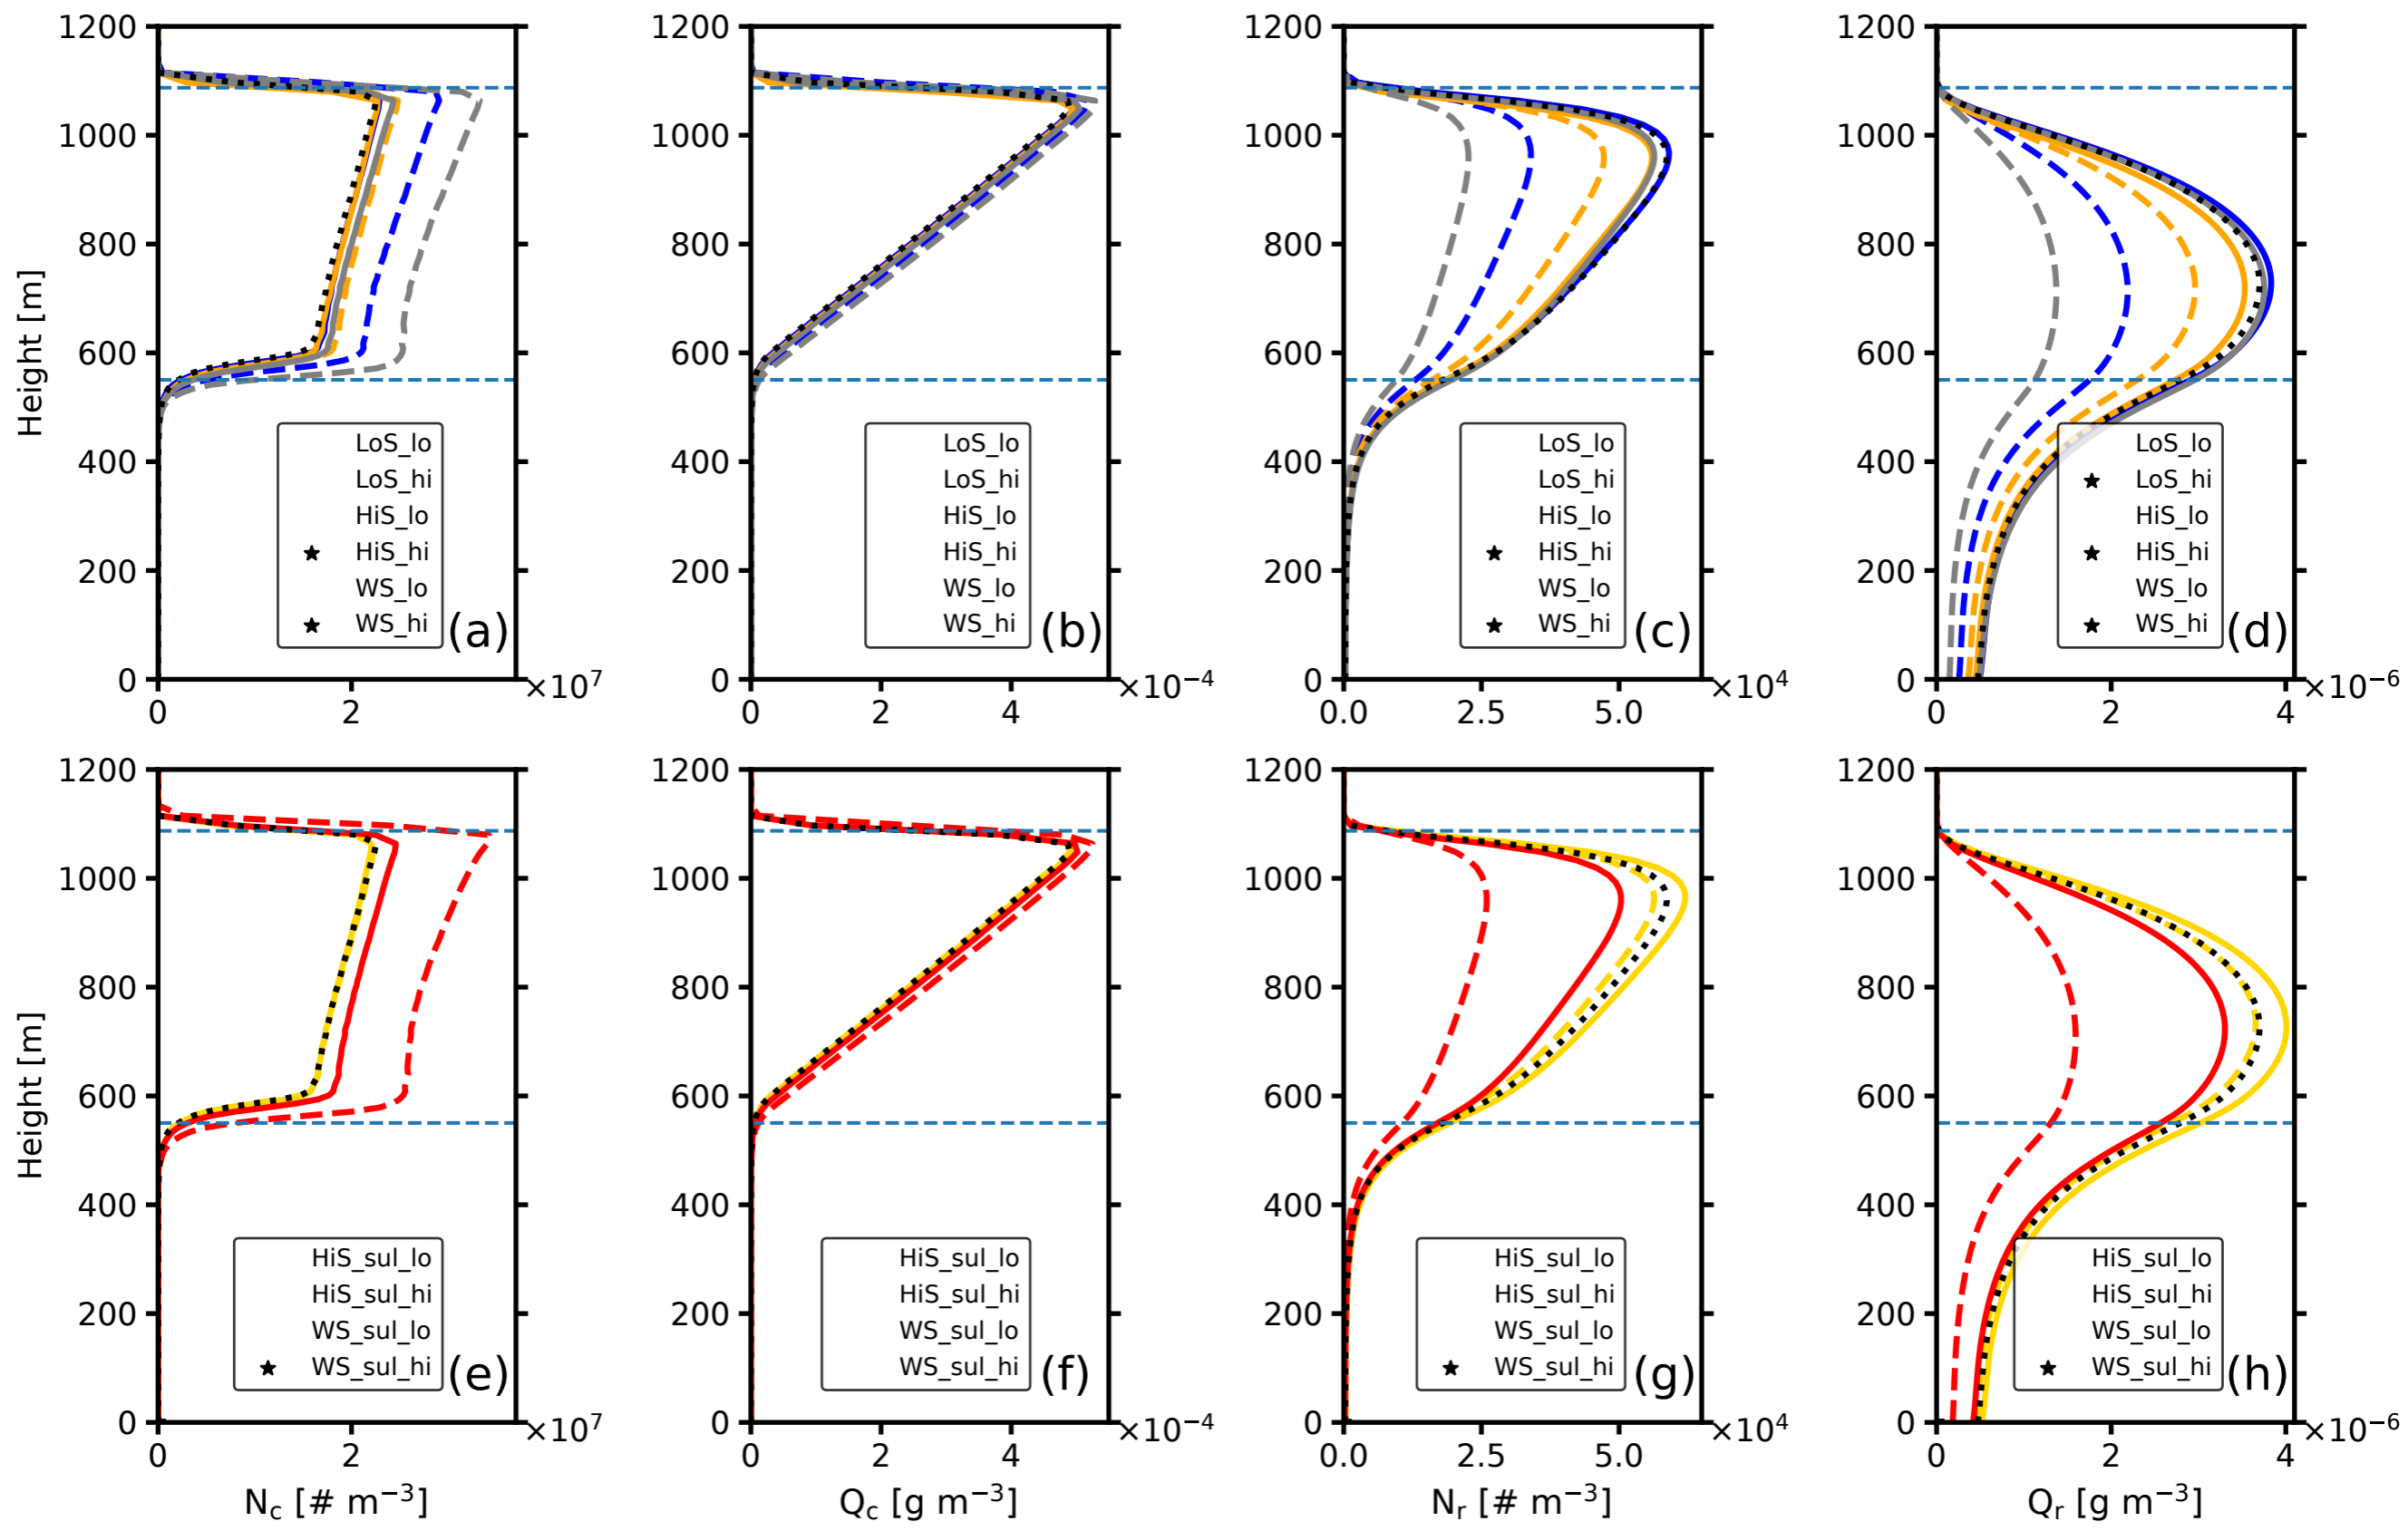 1200
1000
800
600
400
200
0
Height [m]
LoS_lo
LoS_hi
HiS_lo
★ HiS_hi
WS_lo
★ WS_hi
(a)
0 2
×10⁷
1200
1000
800
600
400
200
0
LoS_lo
LoS_hi
HiS_lo
HiS_hi
WS_lo
WS_hi
(b)
0 2 4
×10⁻⁴
1200
1000
800
600
400
200
0
LoS_lo
LoS_hi
HiS_lo
★ HiS_hi
WS_lo
★ WS_hi
(c)
0.0 2.5 5.0
×10⁴
1200
1000
800
600
400
200
0
LoS_lo
★ LoS_hi
HiS_lo
★ HiS_hi
WS_lo
★ WS_hi
(d)
0 2 4
×10⁻⁶
1200
1000
800
600
400
200
0
Height [m]
HiS_sul_lo
HiS_sul_hi
WS_sul_lo
★ WS_sul_hi
(e)
0 2
×10⁷
N_c [# m⁻³]
1200
1000
800
600
400
200
0
HiS_sul_lo
HiS_sul_hi
WS_sul_lo
WS_sul_hi
(f)
0 2 4
×10⁻⁴
Q_c [g m⁻³]
1200
1000
800
600
400
200
0
HiS_sul_lo
HiS_sul_hi
WS_sul_lo
★ WS_sul_hi
(g)
0.0 2.5 5.0
×10⁴
N_r [# m⁻³]
1200
1000
800
600
400
200
0
HiS_sul_lo
HiS_sul_hi
WS_sul_lo
★ WS_sul_hi
(h)
0 2 4
×10⁻⁶
Q_r [g m⁻³]